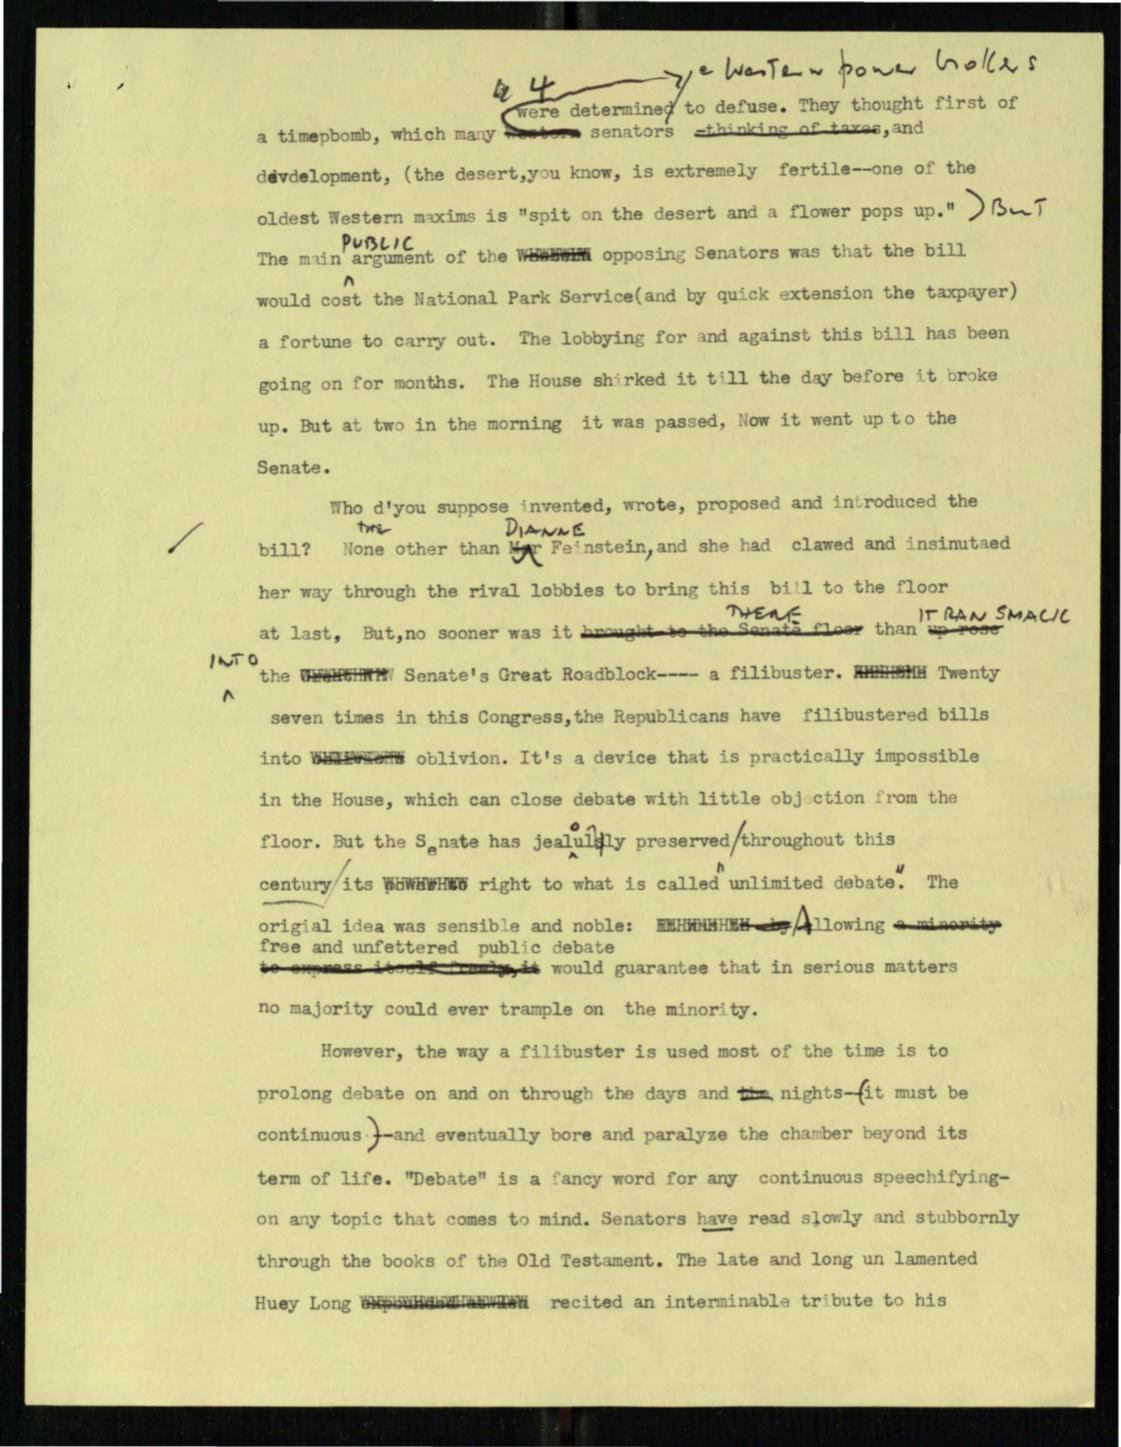 4 e Western power brokers
were determined to defuse. They thought first of
a timepbomb, which many western senators -thinking of taxes,and
ddvdelopment, (the desert,you know, is extremely fertile--one of the
oldest Western maxims is "spit on the desert and a flower pops up." ) BuT
PUBLIC
The main argument of the opposing Senators was that the bill
would cost the National Park Service(and by quick extension the taxpayer)
a fortune to carry out. The lobbying for and against this bill has been
going on for months. The House shirked it till the day before it broke
up. But at two in the morning it was passed, Now it went up to the
Senate.
Who d'you suppose invented, wrote, proposed and introduced the
THE DIANNE
bill? None other than Mrr Feinstein,and she had clawed and insinutaed
her way through the rival lobbies to bring this bill to the floor
THERE IT RAN SMACK
at last, But,no sooner was it brought to the Senate floor than up rose
INTO
the Senate's Great Roadblock---- a filibuster. Twenty
seven times in this Congress,the Republicans have filibustered bills
into oblivion. It's a device that is practically impossible
in the House, which can close debate with little objection from the
floor. But the Senate has jealously preserved/throughout this
century/its right to what is called "unlimited debate". The
origial idea was sensible and noble: by Allowing a minority
free and unfettered public debate
to express itself freely,it would guarantee that in serious matters
no majority could ever trample on the minority.
However, the way a filibuster is used most of the time is to
prolong debate on and on through the days and the nights--(it must be
continuous)--and eventually bore and paralyze the chamber beyond its
term of life. "Debate" is a fancy word for any continuous speechifying-
on any topic that comes to mind. Senators have read slowly and stubbornly
through the books of the Old Testament. The late and long un lamented
Huey Long recited an interminable tribute to his